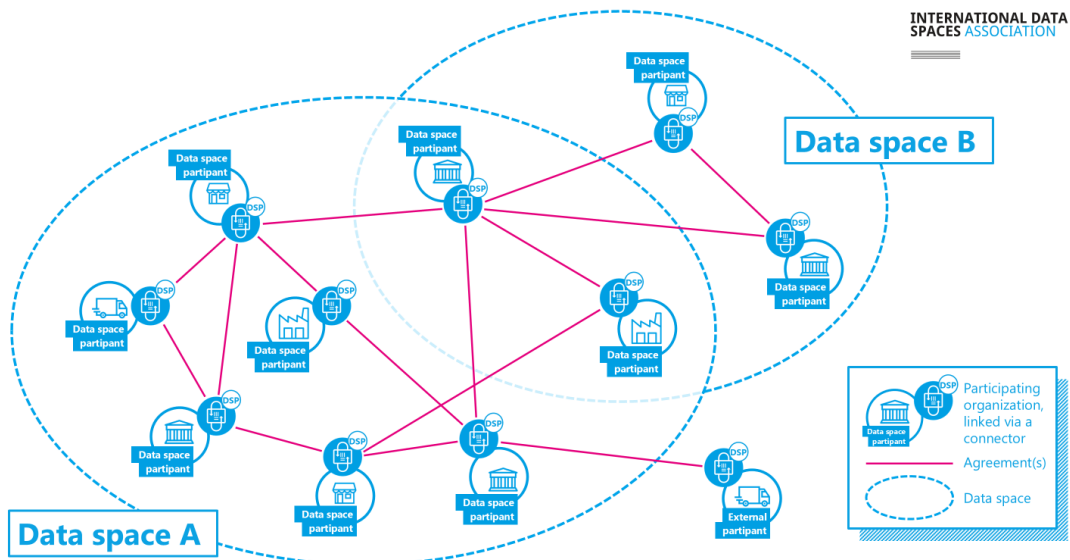 INTERNATIONAL DATA
SPACES ASSOCIATION
Data space
partipant
DSP
Data space B
Data space
partipant
DSP
Data space
partipant
DSP
DSP
Data space
partipant
DSP
Data space
partipant
DSP
Data space
partipant
DSP
Data space
partipant
DSP
Data space
partipant
DSP
Data space
partipant
DSP
Data space
partipant
DSP
Data space
partipant
DSP
External
partipant
DSP
Data space
partipant
Participating
organization,
linked via a
connector
Agreement(s)
Data space
Data space A